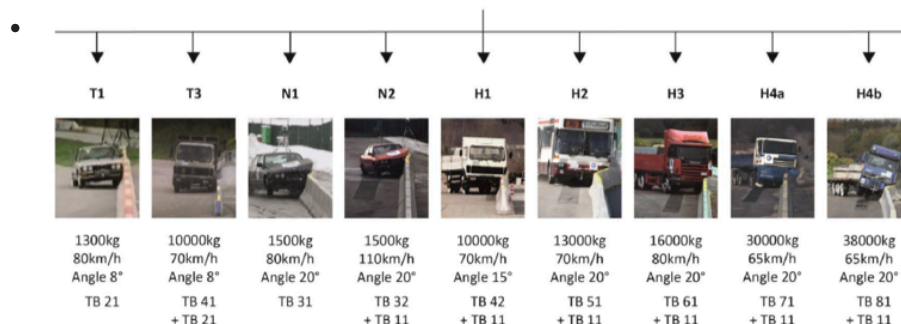 T1 T3 N1 N2 H1 H2 H3 H4a H4b
1300kg 10000kg 1500kg 1500kg 10000kg 13000kg 16000kg 30000kg 38000kg
80km/h 70km/h 80km/h 110km/h 70km/h 70km/h 80km/h 65km/h 65km/h
Angle 8° Angle 8° Angle 20° Angle 20° Angle 15° Angle 20° Angle 20° Angle 20° Angle 20°
TB 21 TB 41 TB 31 TB 32 TB 42 TB 51 TB 61 TB 71 TB 81
+ TB 21 + TB 11 + TB 11 + TB 11 + TB 11 + TB 11 + TB 11